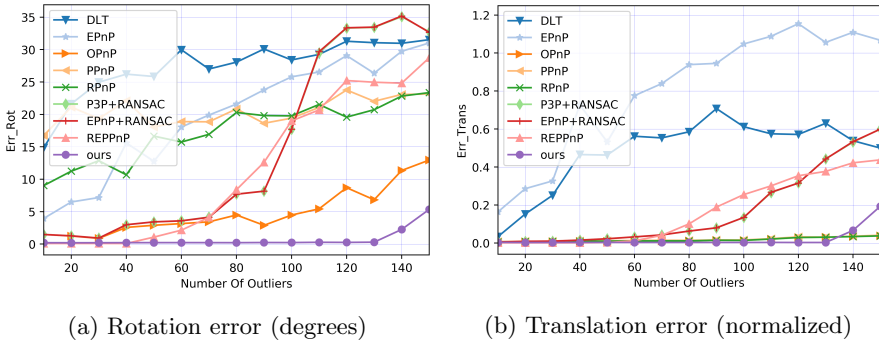 35
30
25
20
15
10
5
0
Err_Rot
DLT
EPnP
OPnP
PPnP
RPnP
P3P+RANSAC
EPnP+RANSAC
REPPnP
ours
20 40 60 80 100 120 140
Number Of Outliers
(a) Rotation error (degrees)
1.2
1.0
0.8
0.6
0.4
0.2
0.0
Err_Trans
DLT
EPnP
OPnP
PPnP
RPnP
P3P+RANSAC
EPnP+RANSAC
REPPnP
ours
20 40 60 80 100 120 140
Number Of Outliers
(b) Translation error (normalized)